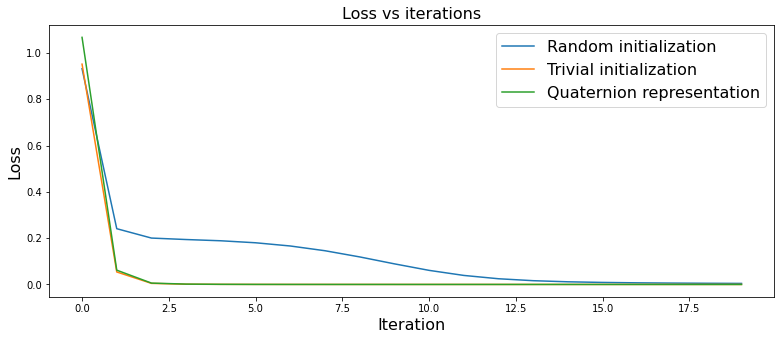 Loss vs iterations
Random initialization
Trivial initialization
Quaternion representation
Loss
1.0
0.8
0.6
0.4
0.2
0.0
0.0 2.5 5.0 7.5 10.0 12.5 15.0 17.5
Iteration